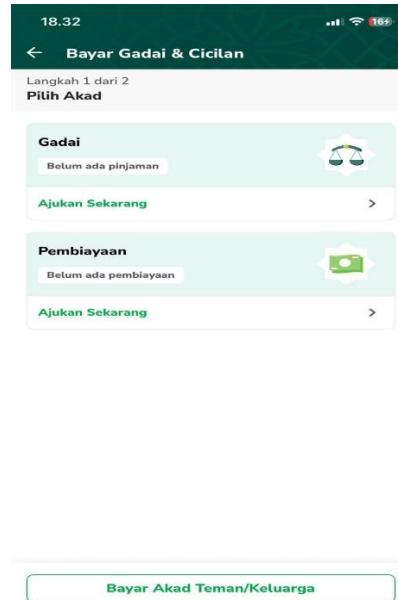 18.32
16
Bayar Gadai & Cicilan
Langkah 1 dari 2
Pilih Akad
Gadai
Belum ada pinjaman
Ajukan Sekarang
Pembiayaan
Belum ada pembiayaan
Ajukan Sekarang
Bayar Akad Teman/Keluarga